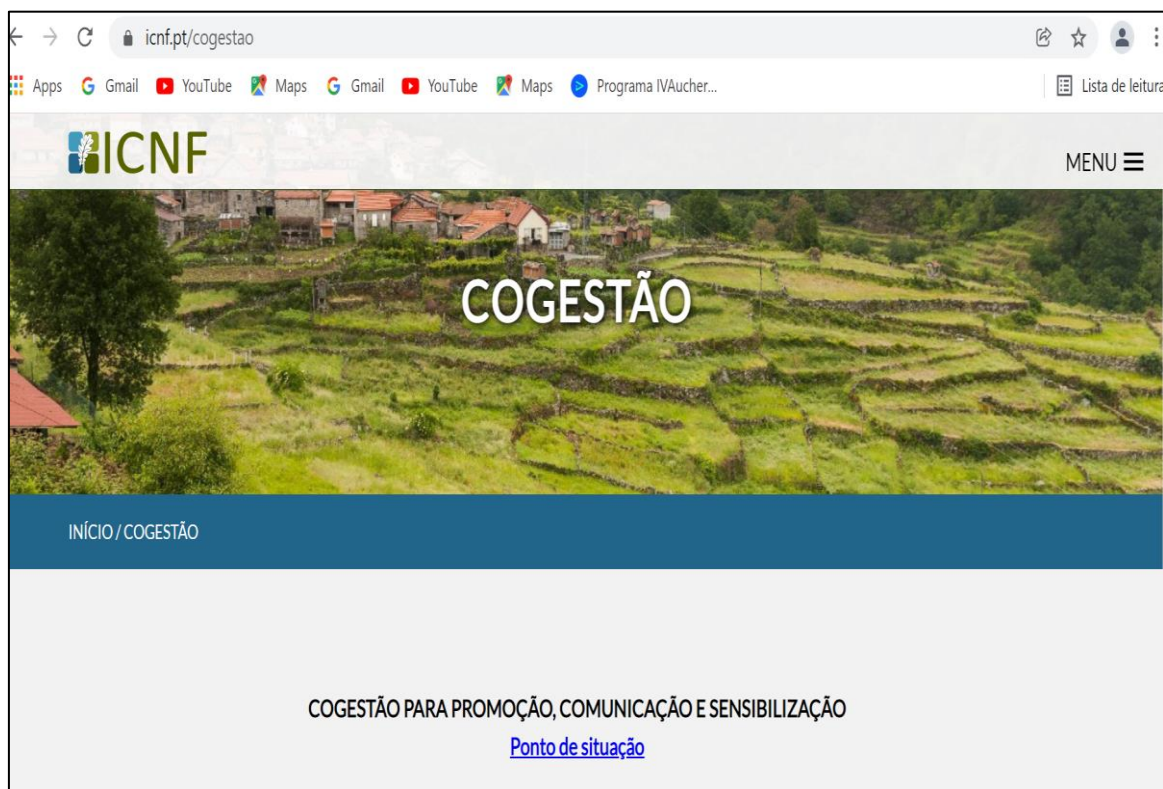 icnf.pt/cogestao
Apps Gmail YouTube Maps Gmail YouTube Maps Programa IVAucher... Lista de leitura
ICNF
MENU
COGESTÃO
INÍCIO / COGESTÃO
COGESTÃO PARA PROMOÇÃO, COMUNICAÇÃO E SENSIBILIZAÇÃO
Ponto de situação